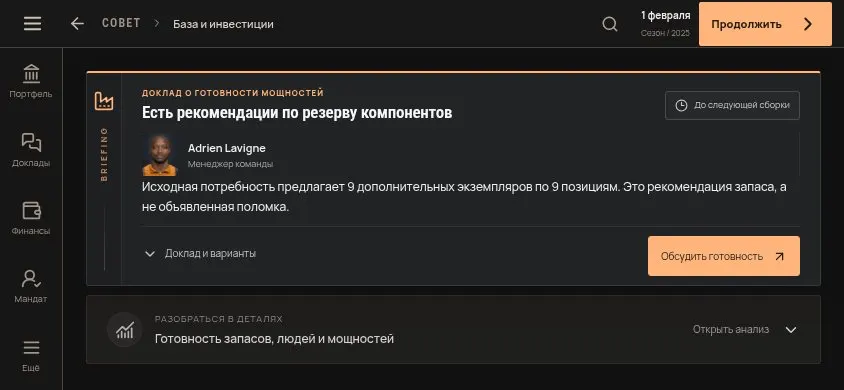 СОВЕТ > База и инвестиции
1 февраля
Сезон / 2025
Продолжить
Портфель
Доклады
Финансы
Мандат
Ещё
BRIEFING
ДОКЛАД О ГОТОВНОСТИ МОЩНОСТЕЙ
Есть рекомендации по резерву компонентов
До следующей сборки
Adrien Lavigne
Менеджер команды
Исходная потребность предлагает 9 дополнительных экземпляров по 9 позициям. Это рекомендация запаса, а
не объявленная поломка.
Доклад и варианты
Обсудить готовность
РАЗОБРАТЬСЯ В ДЕТАЛЯХ
Готовность запасов, людей и мощностей
Открыть анализ